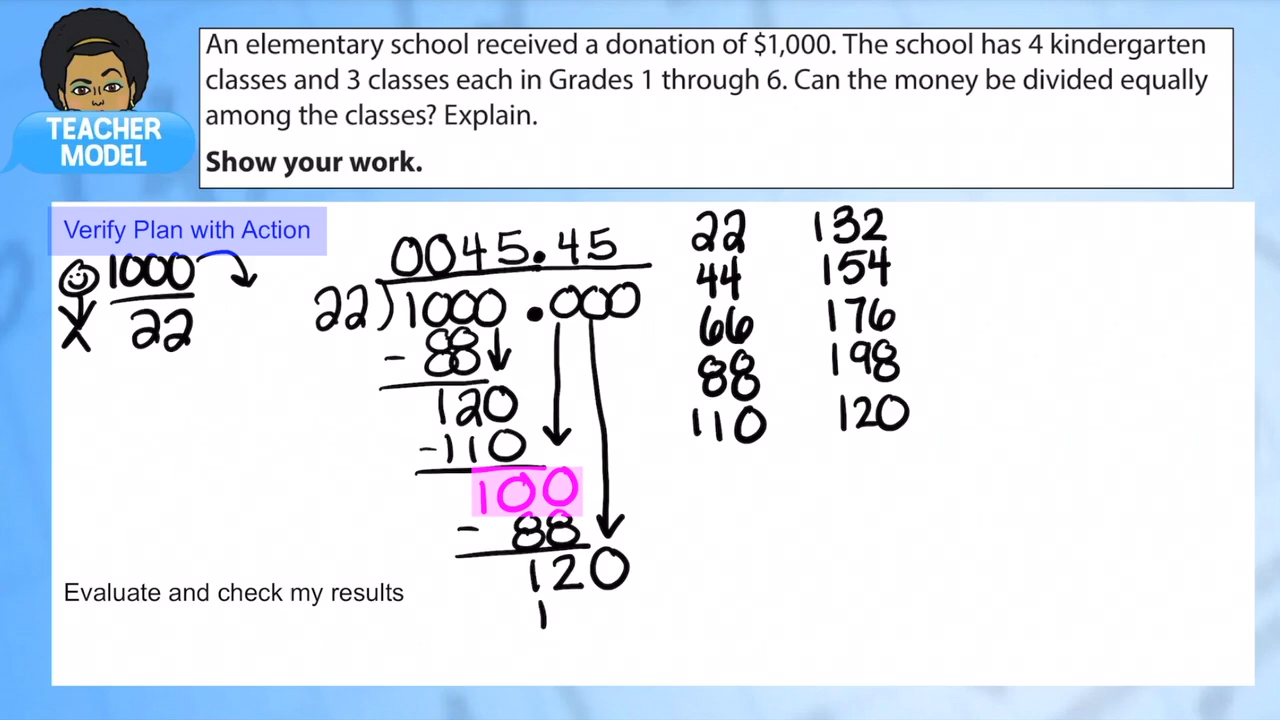 An elementary school received a donation of $1,000. The school has 4 kindergarten
classes and 3 classes each in Grades 1 through 6. Can the money be divided equally
among the classes? Explain.
Show your work.
TEACHER
MODEL
Verify Plan with Action
1000
22
X
0045.45
22)1000.000
- 88
120
-110
100
- 88
120
1
22
44
66
88
110
132
154
176
198
120
Evaluate and check my results